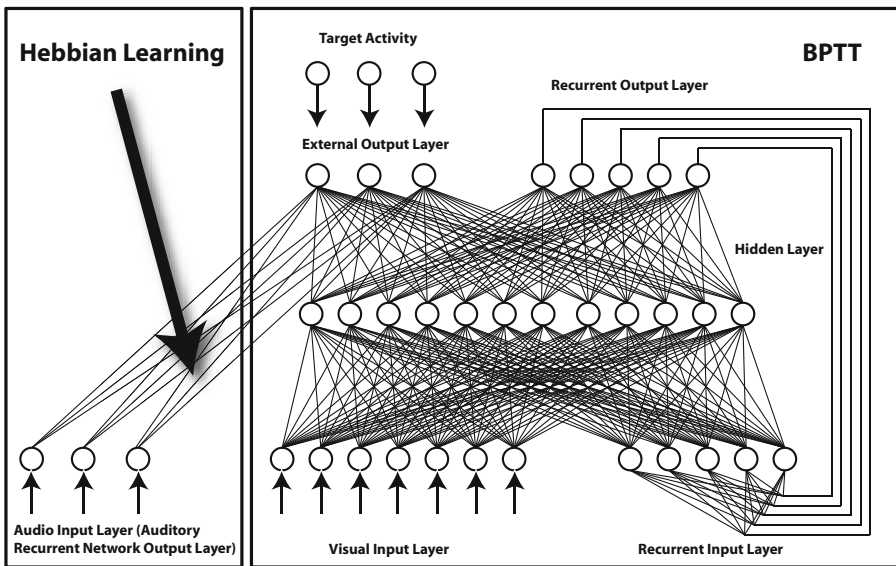 Hebbian Learning
BPTT
Target Activity
Recurrent Output Layer
External Output Layer
Hidden Layer
Audio Input Layer (Auditory
Recurrent Network Output Layer)
Visual Input Layer
Recurrent Input Layer